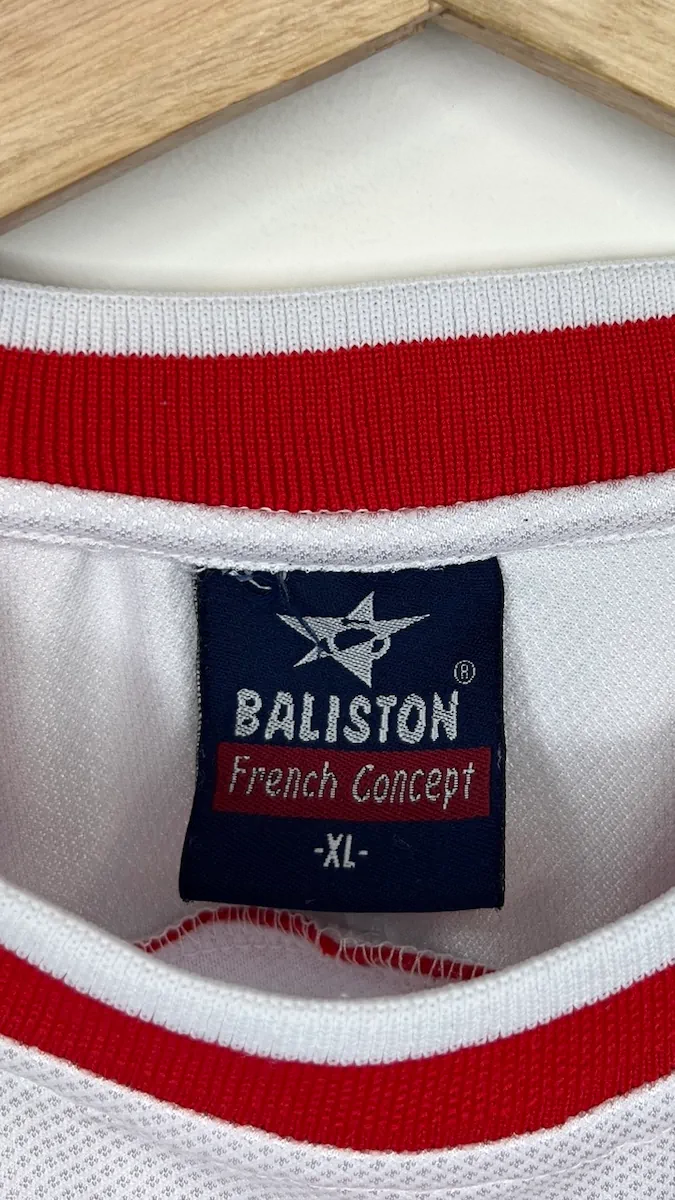 ®
BALISTON
French Concept
-XL-